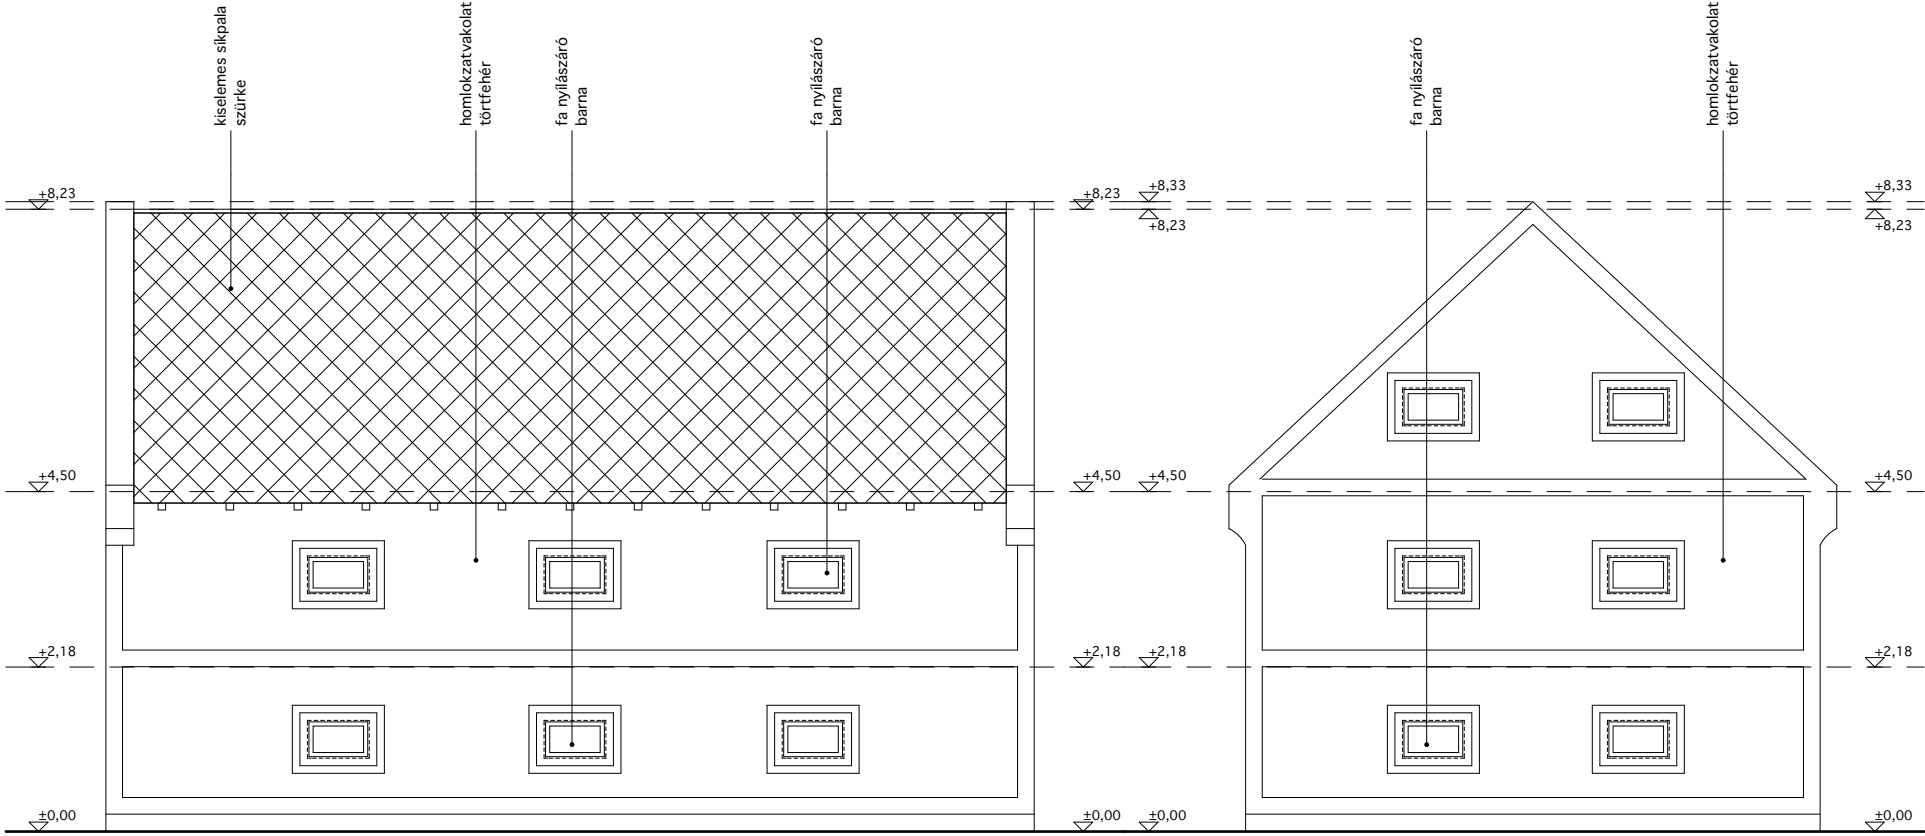 kiselemes síkpala
szürke
homlokzatvakolat
törtfehér
fa nyílászáró
barna
fa nyílászáró
barna
fa nyílászáró
barna
homlokzatvakolat
törtfehér
+8,23
+8,23
+8,33
+8,33
+8,23
+8,23
+4,50
+4,50
+4,50
+4,50
+2,18
+2,18
+2,18
+2,18
±0,00
±0,00
±0,00
±0,00